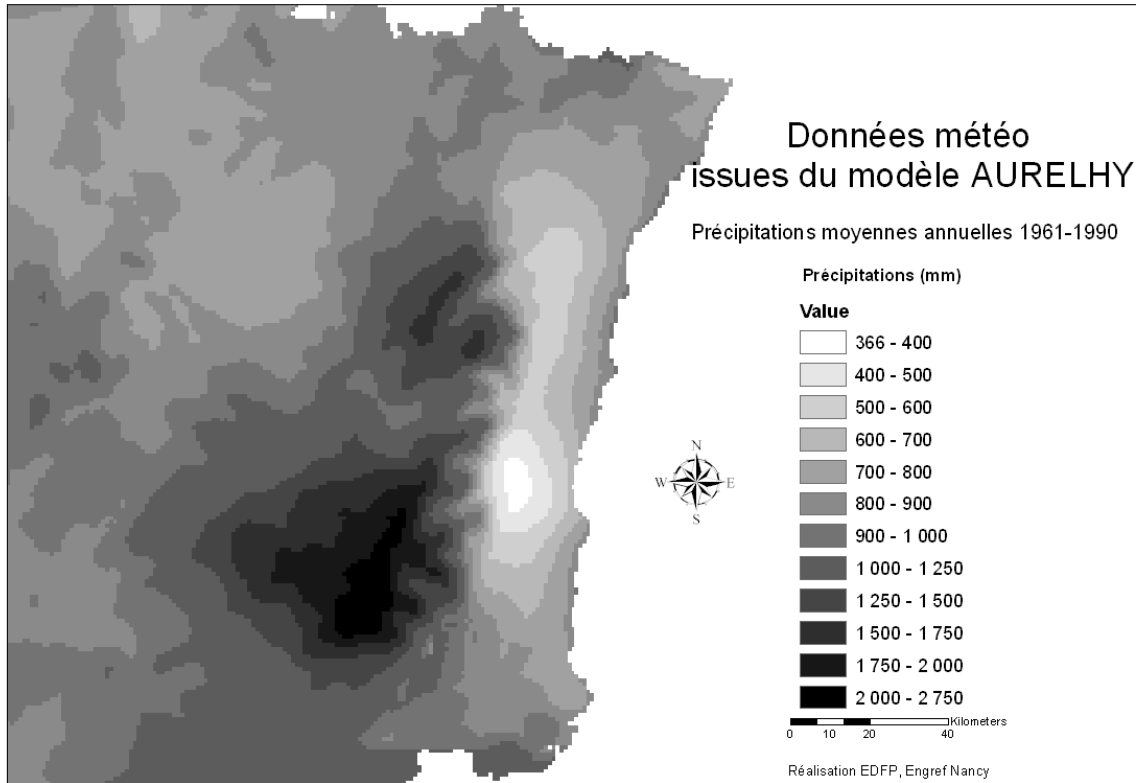 Données météo
issues du modèle AURELHY
Précipitations moyennes annuelles 1961-1990
Précipitations (mm)
Value
366 - 400
400 - 500
500 - 600
600 - 700
700 - 800
800 - 900
900 - 1 000
1 000 - 1 250
1 250 - 1 500
1 500 - 1 750
1 750 - 2 000
2 000 - 2 750
N
W E
S
Kilometers
0 10 20 40
Réalisation EDFP, Engref Nancy